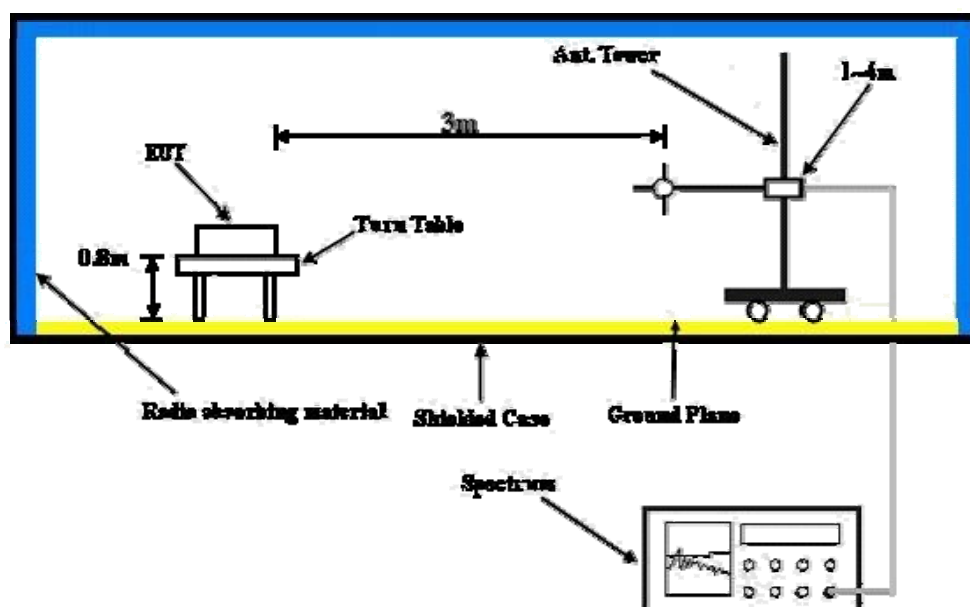 Ant. Tower
1~4m
3m
EUT
Turn Table
0.8m
Radio absorbing material
Shielded Case
Ground Plane
Spectrum